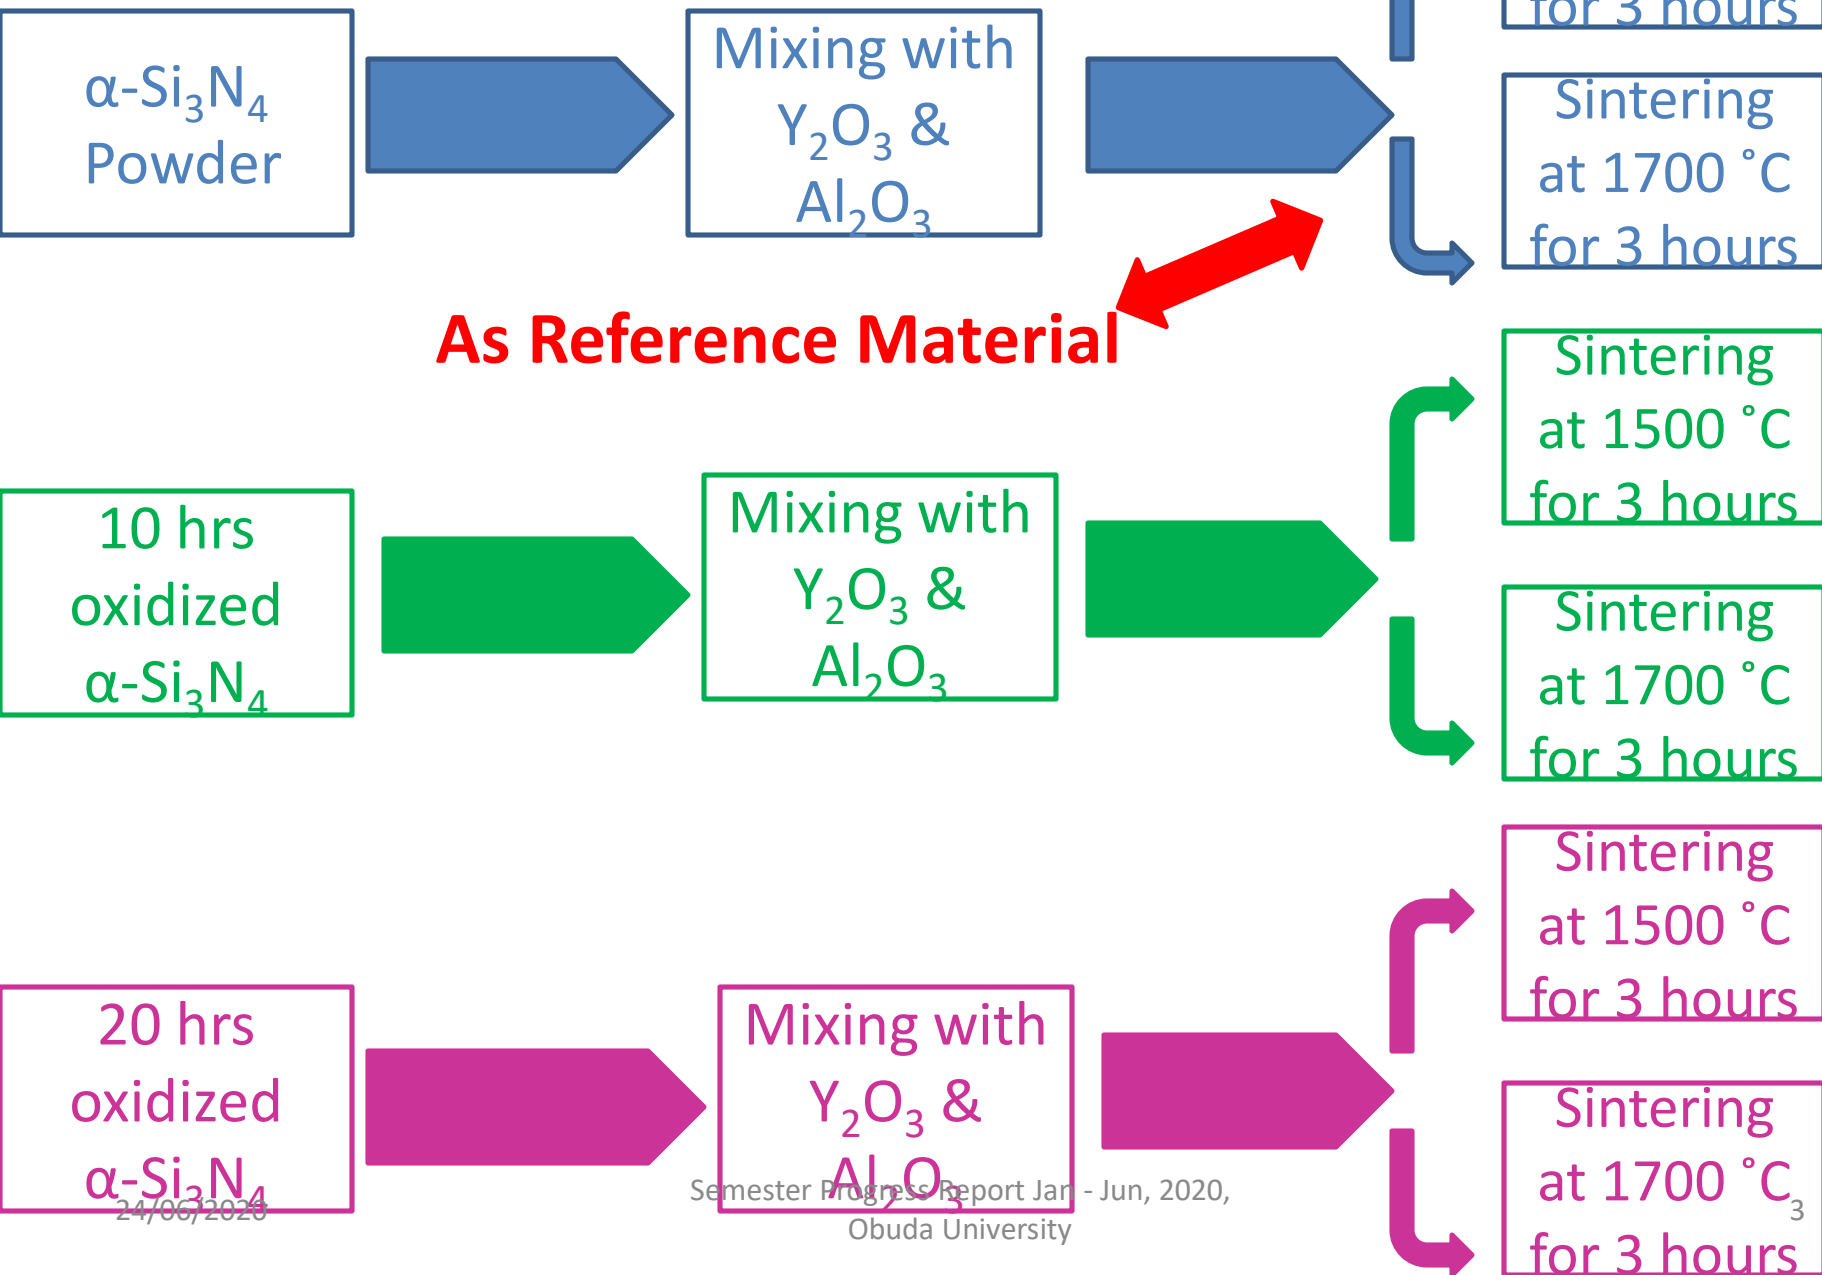 for 3 hours
α-Si₃N₄
Powder
Mixing with
Y₂O₃ &
Al₂O₃
Sintering
at 1700 ˚C
for 3 hours
As Reference Material
10 hrs
oxidized
α-Si₃N₄
Mixing with
Y₂O₃ &
Al₂O₃
Sintering
at 1500 ˚C
for 3 hours
Sintering
at 1700 ˚C
for 3 hours
20 hrs
oxidized
α-Si₃N₄
Mixing with
Y₂O₃ &
Al₂O₃
Sintering
at 1500 ˚C
for 3 hours
Sintering
at 1700 ˚C
for 3 hours
24/06/2020
Semester Progress Report Jan - Jun, 2020,
Obuda University
3